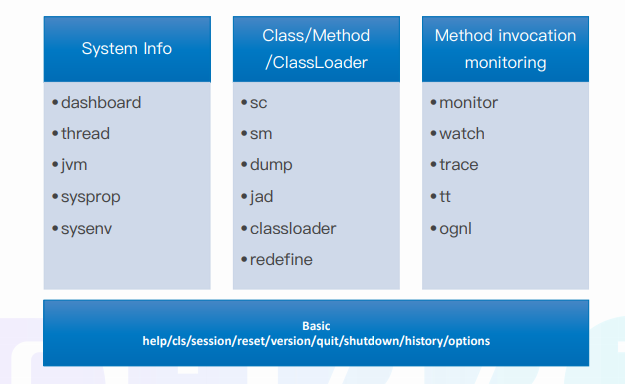 System Info
• dashboard
• thread
• jvm
• sysprop
• sysenv
Class/Method
/ClassLoader
• sc
• sm
• dump
• jad
• classloader
• redefine
Method invocation
monitoring
• monitor
• watch
• trace
• tt
• ognl
Basic
help/cls/session/reset/version/quit/shutdown/history/options